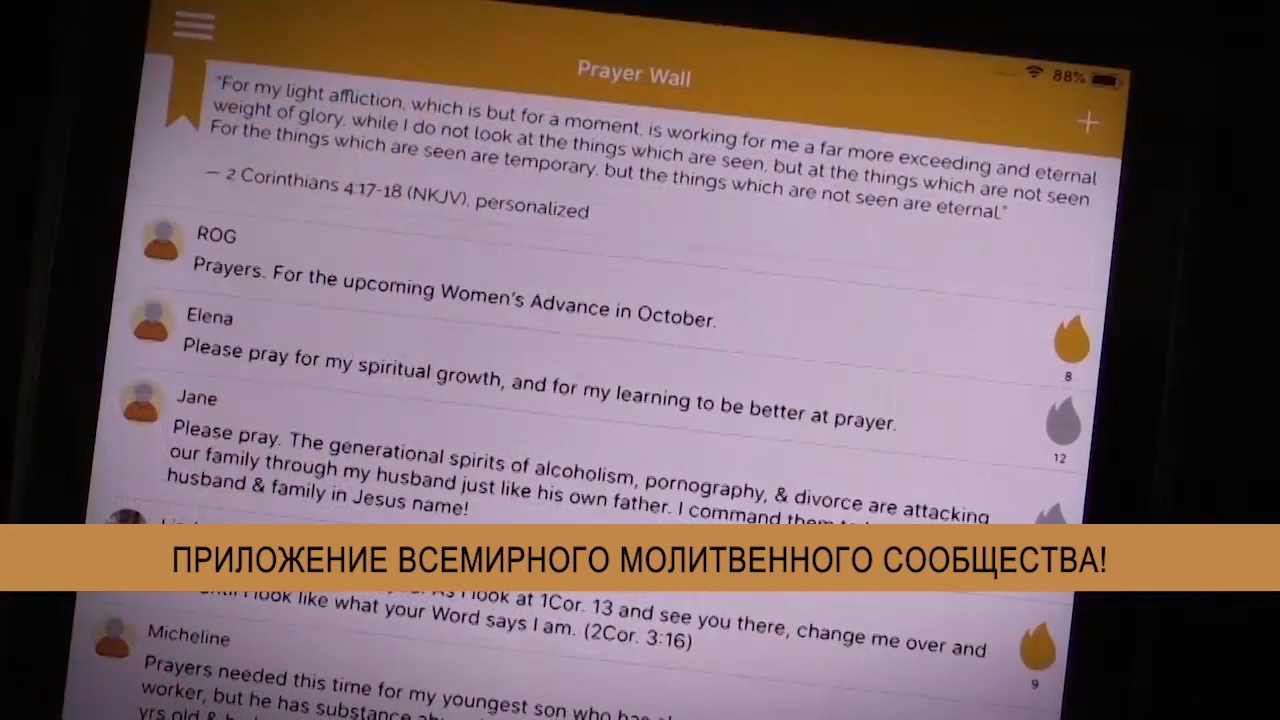 Prayer Wall
88%
"For my light affliction, which is but for a moment, is working for me a far more exceeding and eternal
weight of glory, while I do not look at the things which are seen, but at the things which are not seen
For the things which are seen are temporary, but the things which are not seen are eternal."
– 2 Corinthians 4:17-18 (NKJV), personalized
ROG
Prayers. For the upcoming Women's Advance in October.
8
Elena
Please pray for my spiritual growth, and for my learning to be better at prayer.
12
Jane
Please pray. The generational spirits of alcoholism, pornography, & divorce are attacking
our family through my husband just like his own father. I command them
husband & family in Jesus name!
ПРИЛОЖЕНИЕ ВСЕМИРНОГО МОЛИТВЕННОГО СООБЩЕСТВА!
look at 1Cor. 13 and see you there, change me over and
I look like what your Word says I am. (2Cor. 3:16)
9
Micheline
Prayers needed this time for my youngest son who has
worker, but he has substance
yrs old &